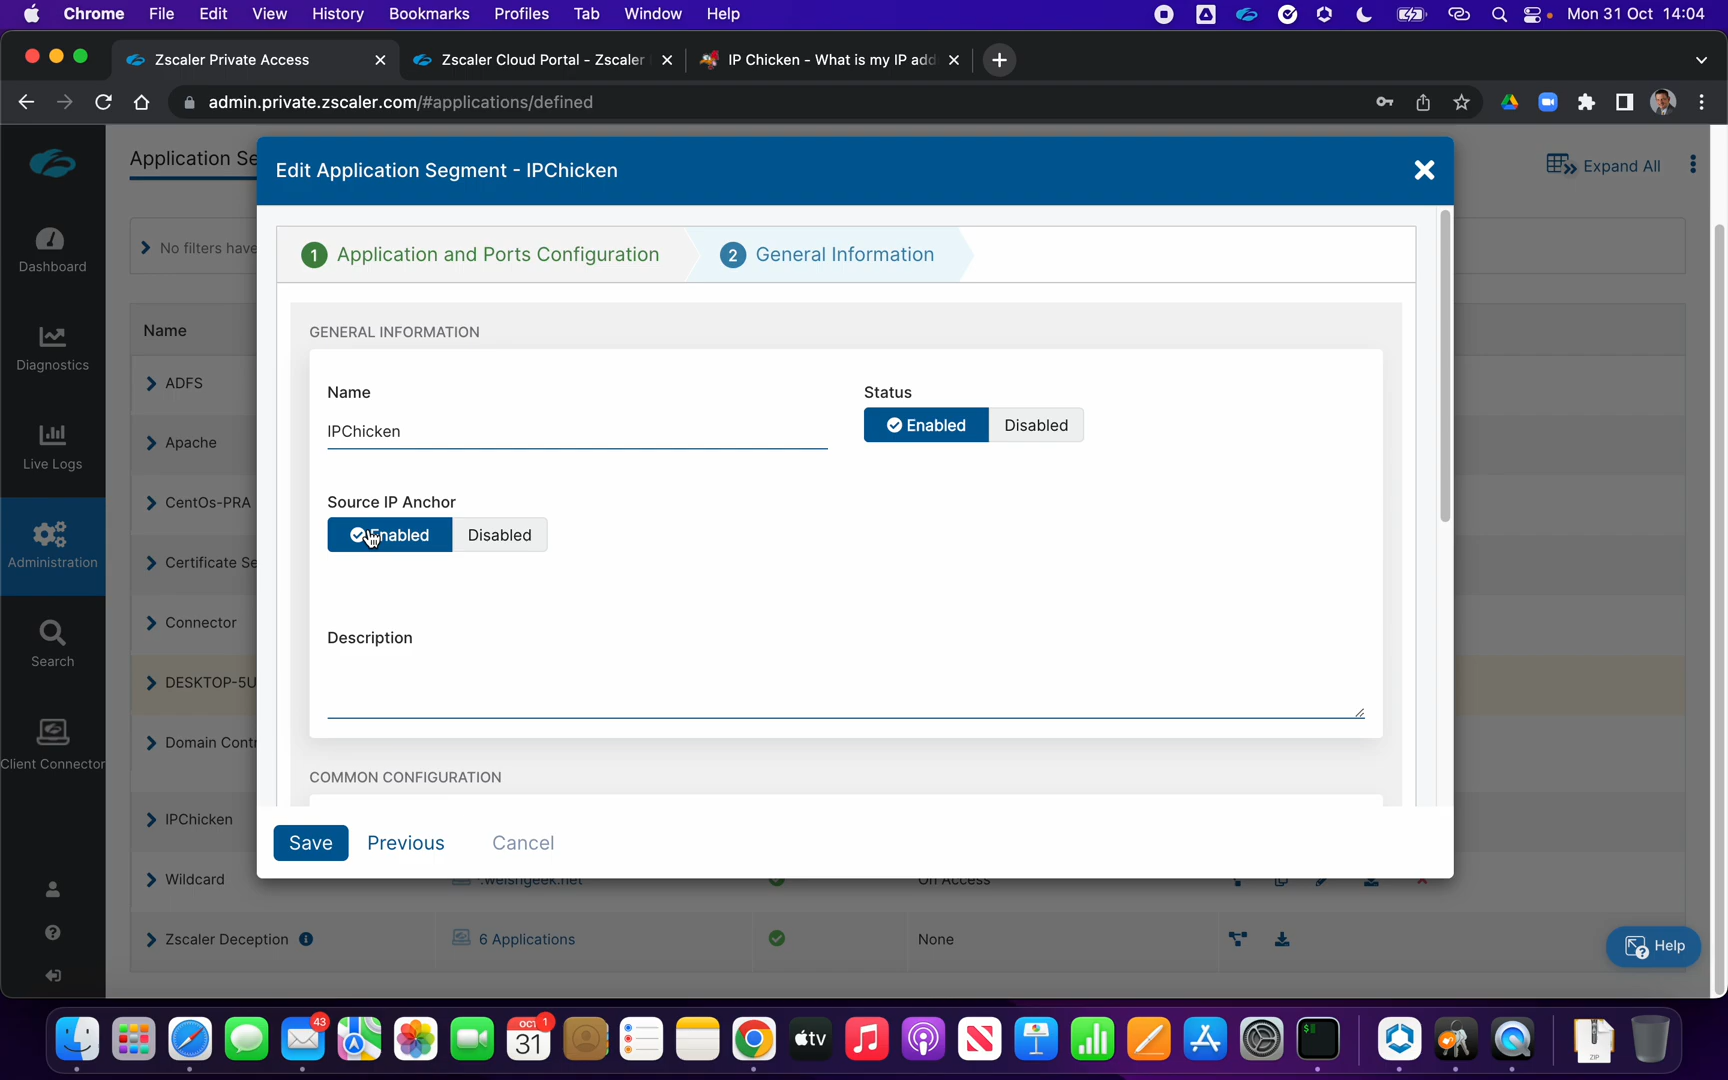 Chrome File Edit View History Bookmarks Profiles Tab Window Help Mon 31 Oct 14:04
Zscaler Private Access Zscaler Cloud Portal - Zscaler IP Chicken - What is my IP add
admin.private.zscaler.com/#applications/defined
Application Se
Expand All
Edit Application Segment - IPChicken
1 Application and Ports Configuration 2 General Information
Dashboard
Diagnostics
Live Logs
Administration
Search
Client Connector
No filters have
Name
ADFS
Apache
CentOs-PRA
Certificate Se
Connector
DESKTOP-5U
Domain Contr
IPChicken
Wildcard
Zscaler Deception 6 Applications None
GENERAL INFORMATION
Name
IPChicken
Status
Enabled Disabled
Source IP Anchor
Enabled Disabled
Description
COMMON CONFIGURATION
Save Previous Cancel
.welshgeek.net On Access
Help
43
OCT 1
31
tv
$
ZIP